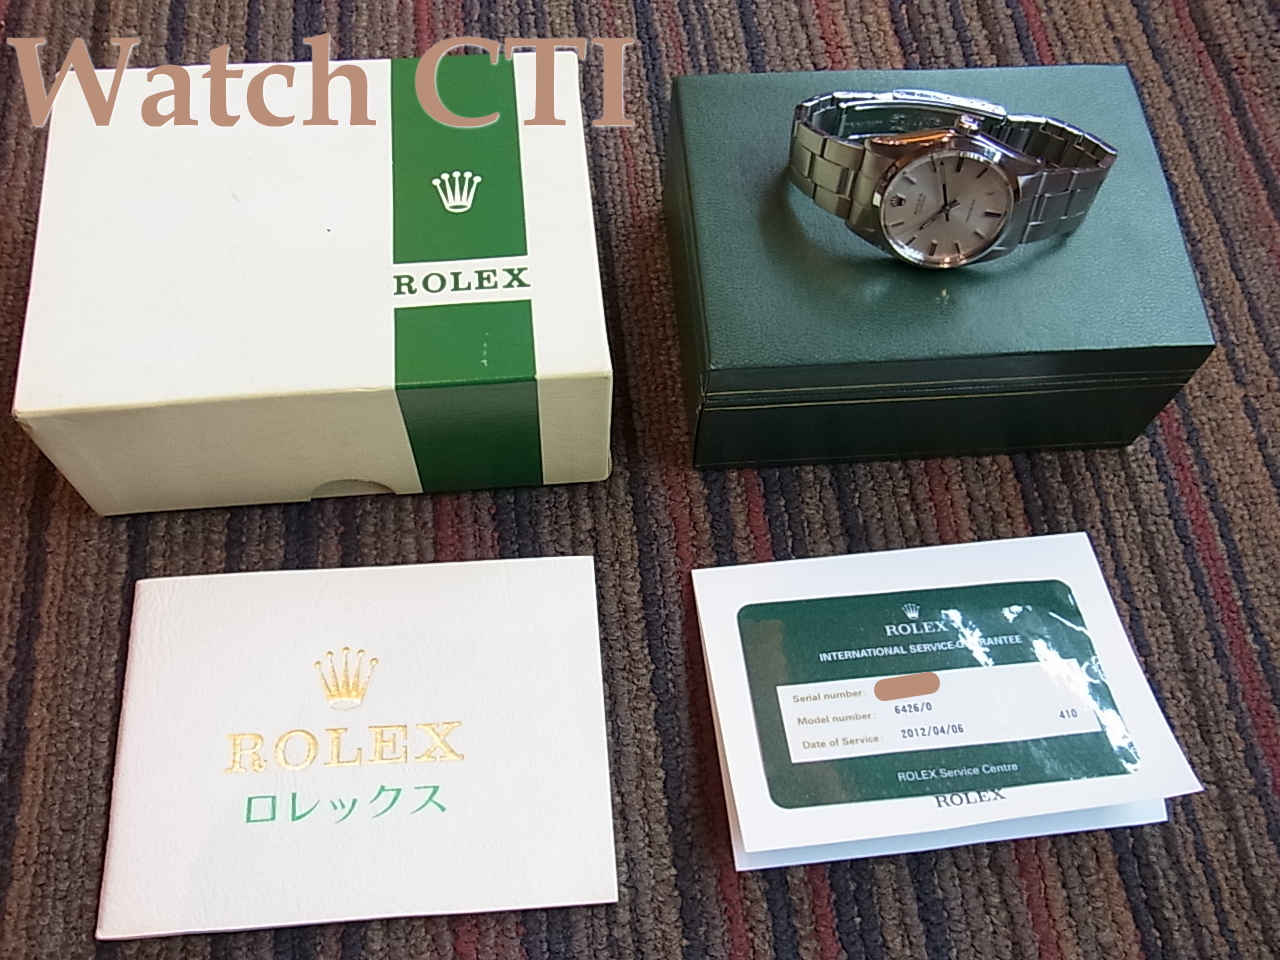 Watch CTI
ROLEX
ROLEX
ロレックス
ROLEX
INTERNATIONAL SERVICE GUARANTEE
Serial number:
Model number: 6426/0
Date of Service: 2012/04/06 410
ROLEX Service Centre
ROLEX